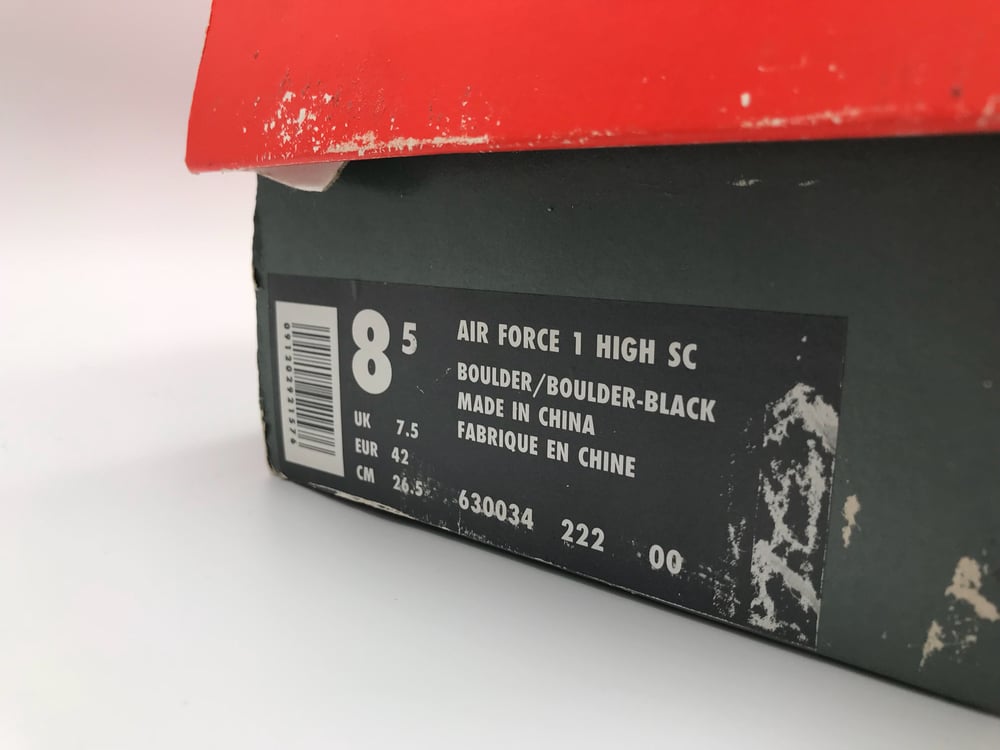 091202921576
8 5
UK 7.5
EUR 42
CM 26.5
AIR FORCE 1 HIGH SC
BOULDER/BOULDER-BLACK
MADE IN CHINA
FABRIQUE EN CHINE
630034 222 00